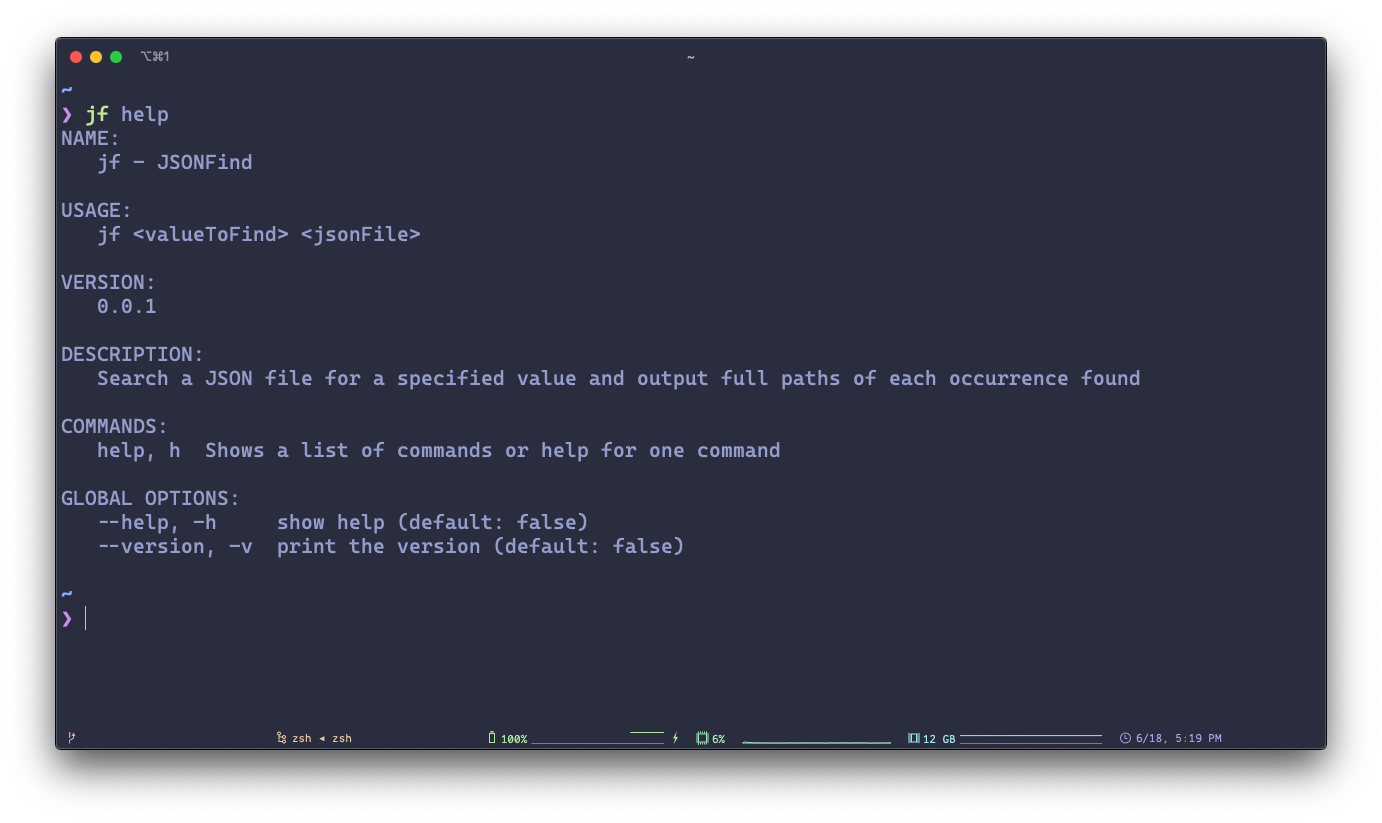 ⌥⌘1
~
~
❯ jf help
NAME:
   jf - JSONFind

USAGE:
   jf <valueToFind> <jsonFile>

VERSION:
   0.0.1

DESCRIPTION:
   Search a JSON file for a specified value and output full paths of each occurrence found

COMMANDS:
   help, h  Shows a list of commands or help for one command

GLOBAL OPTIONS:
   --help, -h     show help (default: false)
   --version, -v  print the version (default: false)

~
❯
zsh ◂ zsh
100%
6%
12 GB
6/18, 5:19 PM